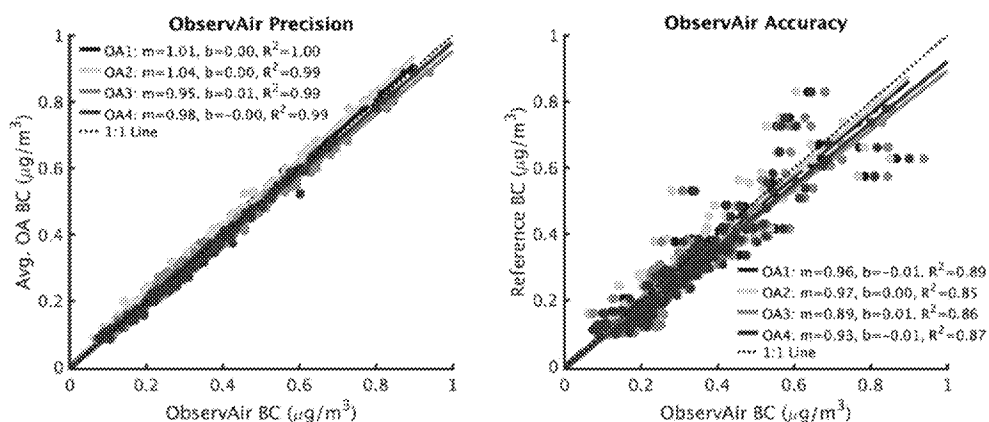 ObservAir Precision
OA1: m=1.01, b=0.00, R²=1.00
OA2: m=1.04, b=0.00, R²=0.99
OA3: m=0.95, b=0.01, R²=0.99
OA4: m=0.98, b=-0.00, R²=0.99
1:1 Line
Avg. OA BC (μg/m³)
1
0.8
0.6
0.4
0.2
0
0 0.2 0.4 0.6 0.8 1
ObservAir BC (μg/m³)
ObservAir Accuracy
Reference BC (μg/m³)
1
0.8
0.6
0.4
0.2
0
OA1: m=0.96, b=-0.01, R²=0.89
OA2: m=0.97, b=0.00, R²=0.85
OA3: m=0.89, b=0.01, R²=0.86
OA4: m=0.93, b=-0.01, R²=0.87
1:1 Line
0 0.2 0.4 0.6 0.8 1
ObservAir BC (μg/m³)